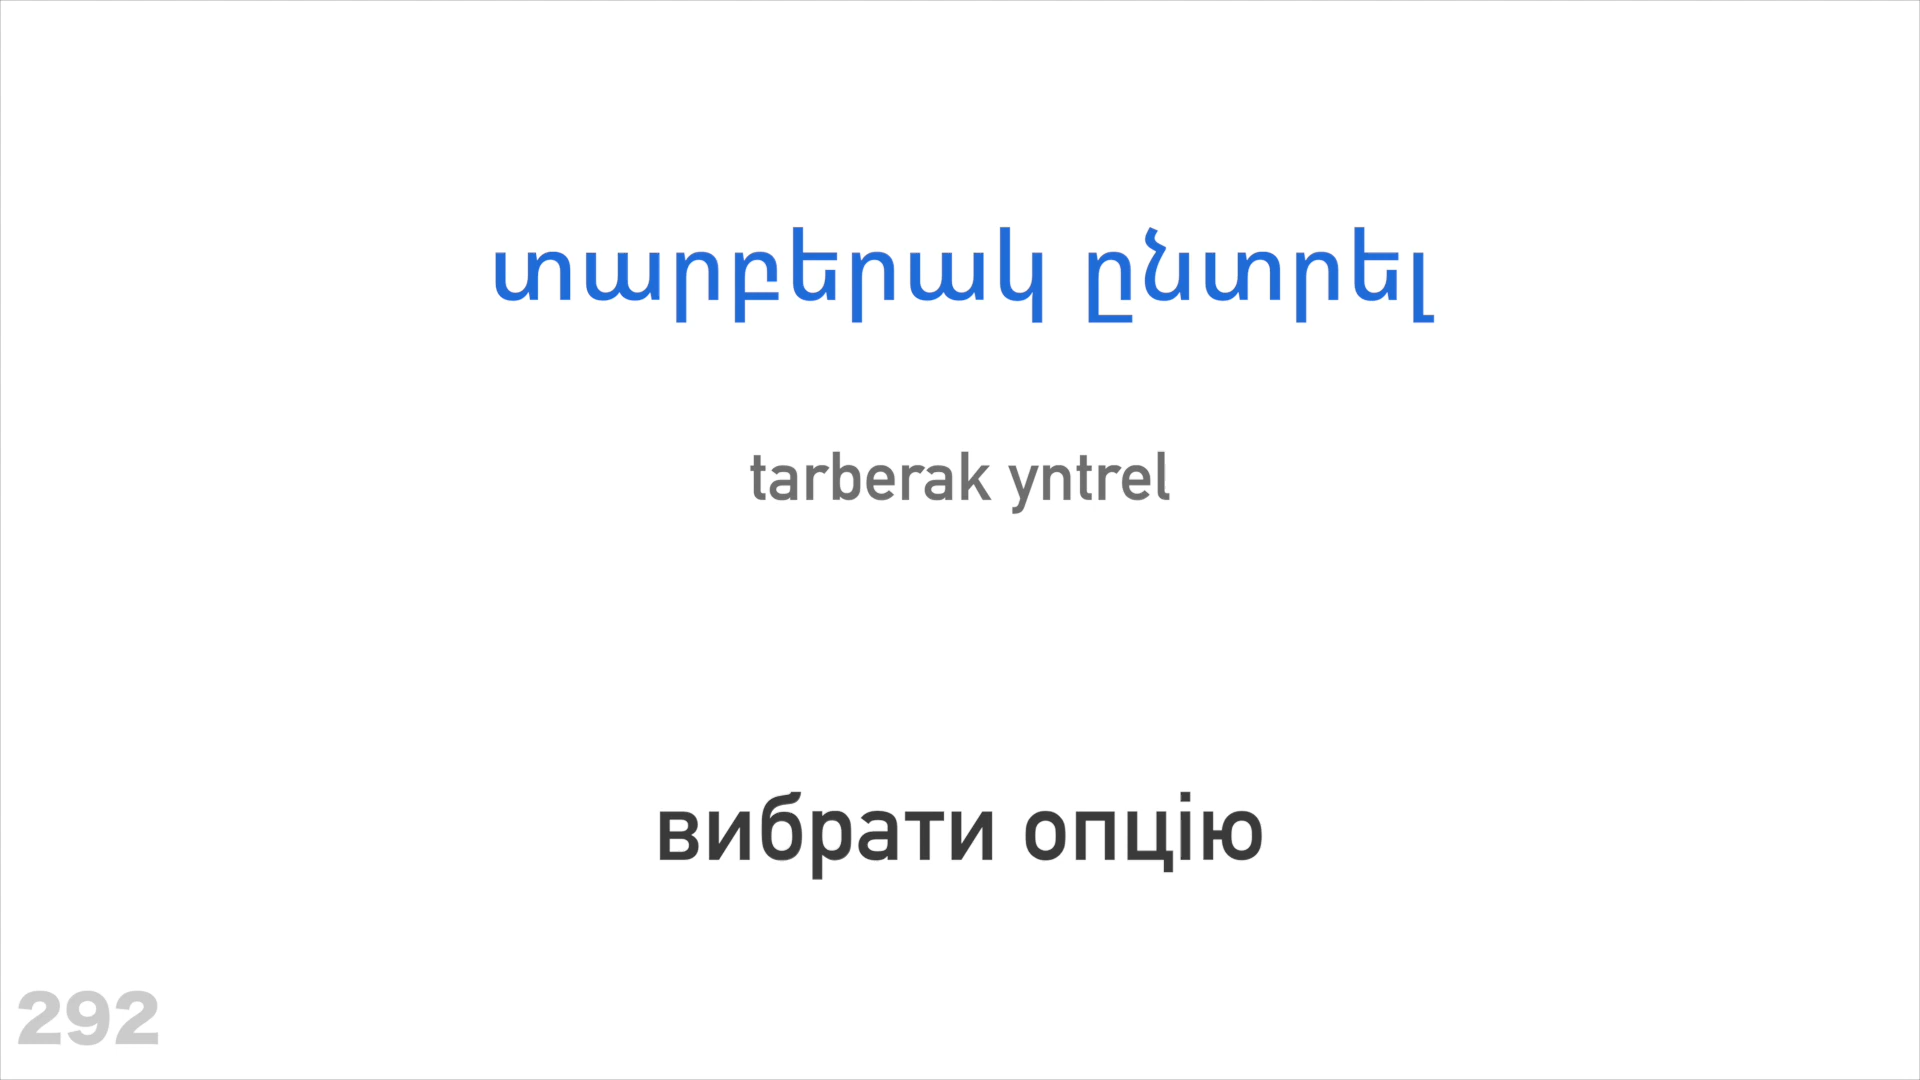 տարբերակ ընտրել
tarberak yntrel
вибрати опцію
292